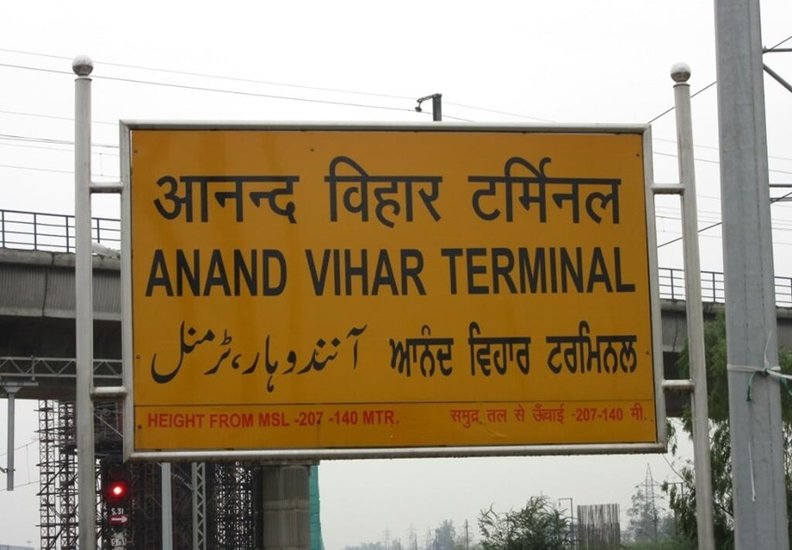 आनन्द विहार टर्मिनल
ANAND VIHAR TERMINAL
آنند وہار، ٹرمنل ਆਨੰਦ ਵਿਹਾਰ ਟਰਮਿਨਲ
HEIGHT FROM MSL -207 -140 MTR. समुद्र तल से ऊँचाई -207-140 मी.
S.31